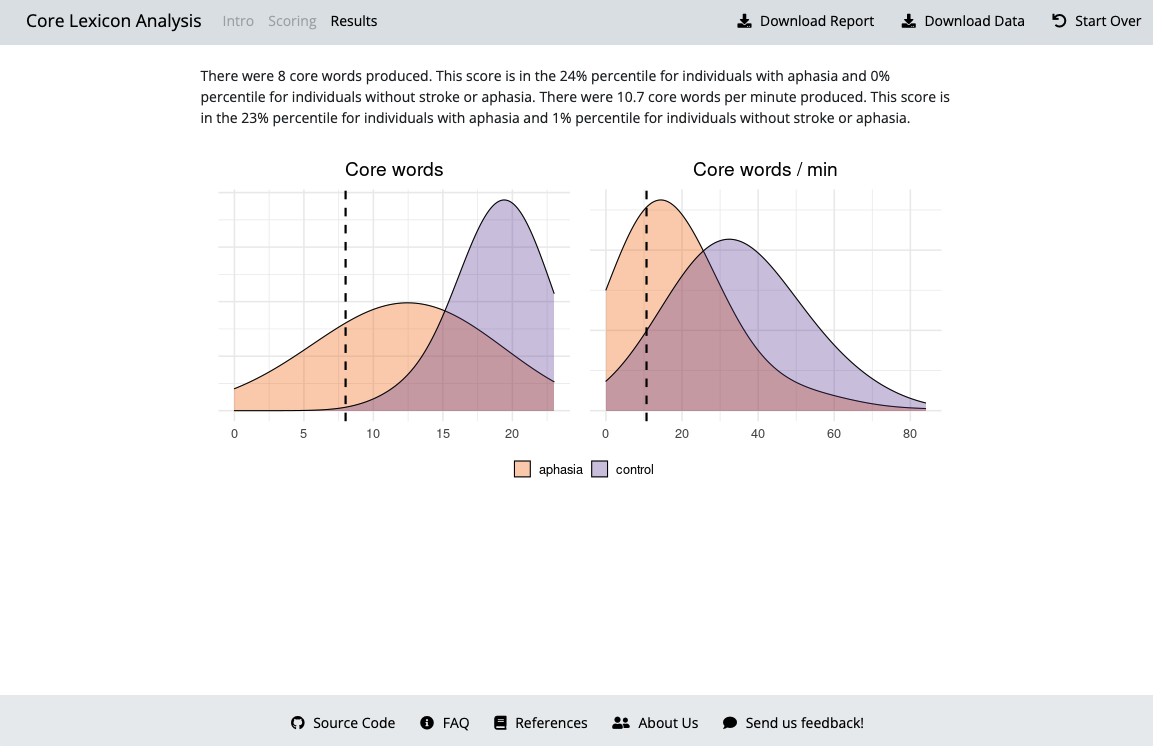 Core Lexicon Analysis Intro Scoring Results Download Report Download Data Start Over
There were 8 core words produced. This score is in the 24% percentile for individuals with aphasia and 0%
percentile for individuals without stroke or aphasia. There were 10.7 core words per minute produced. This score is
in the 23% percentile for individuals with aphasia and 1% percentile for individuals without stroke or aphasia.
Core words Core words / min
0 5 10 15 20 0 20 40 60 80
aphasia control
Source Code FAQ References About Us Send us feedback!